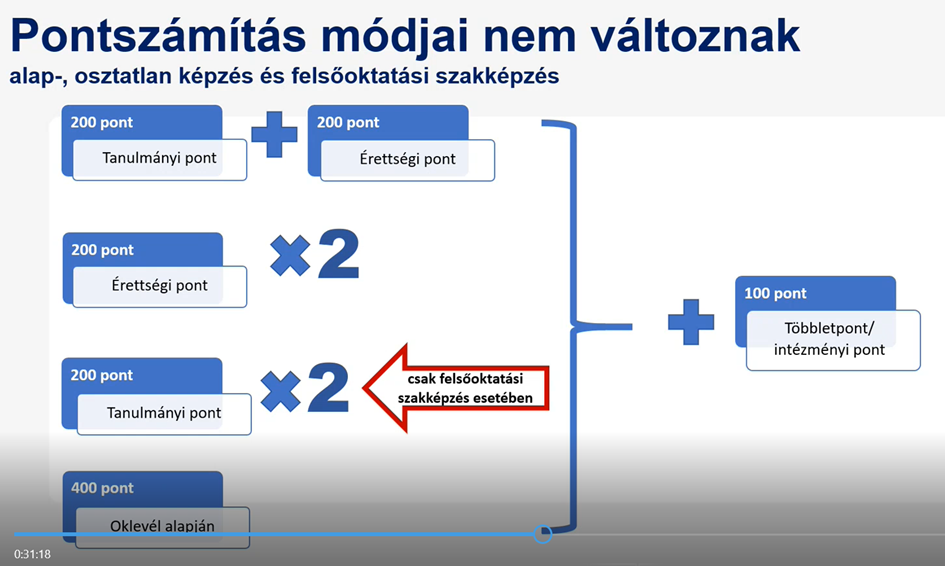 Pontszámítás módjai nem változnak
alap-, osztatlan képzés és felsőoktatási szakképzés
200 pont
Tanulmányi pont
200 pont
Érettségi pont
200 pont
Érettségi pont
2
200 pont
Tanulmányi pont
2
csak felsőoktatási
szakképzés esetében
400 pont
Oklevél alapján
100 pont
Többletpont/
intézményi pont
0:31:18